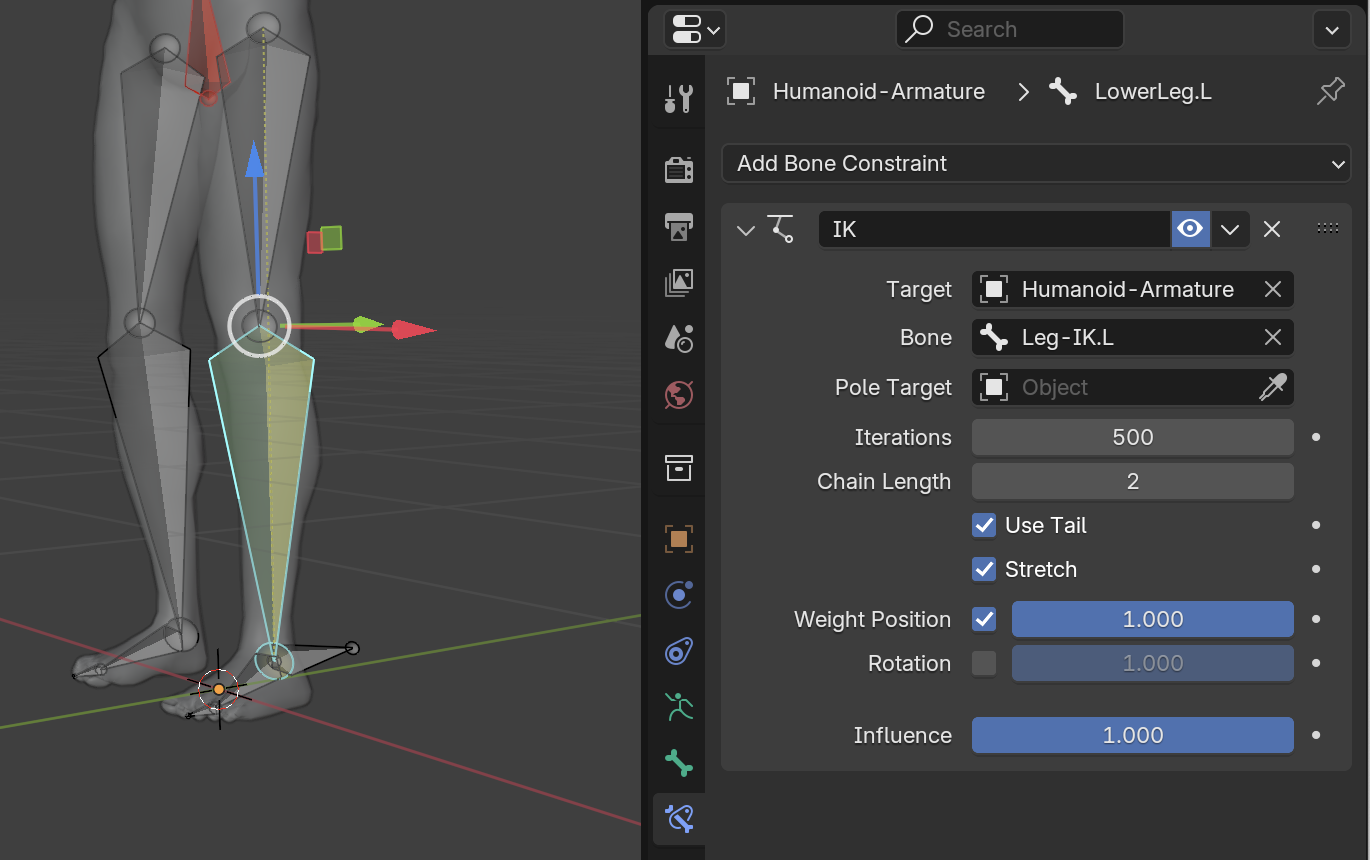 Search
Humanoid-Armature > LowerLeg.L
Add Bone Constraint
IK
Target Humanoid-Armature
Bone Leg-IK.L
Pole Target Object
Iterations 500
Chain Length 2
Use Tail
Stretch
Weight Position 1.000
Rotation 1.000
Influence 1.000